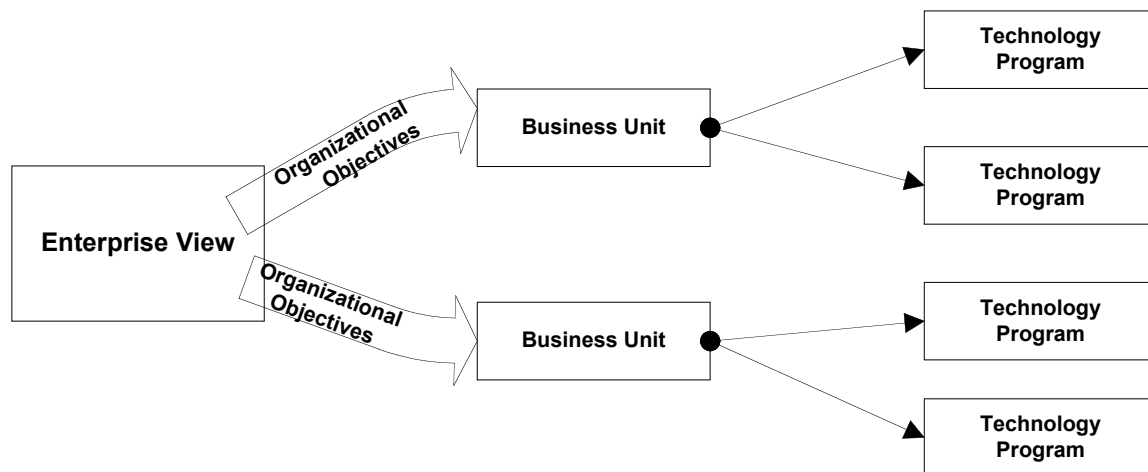 Enterprise View
Organizational
Objectives
Organizational
Objectives
Business Unit
Business Unit
Technology
Program
Technology
Program
Technology
Program
Technology
Program